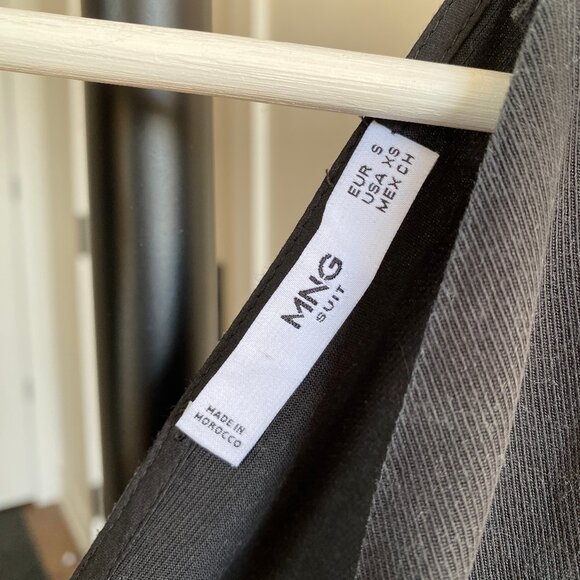 EUR S
USA XS
MEX CH
MNG
SUIT
MADE IN
MOROCCO